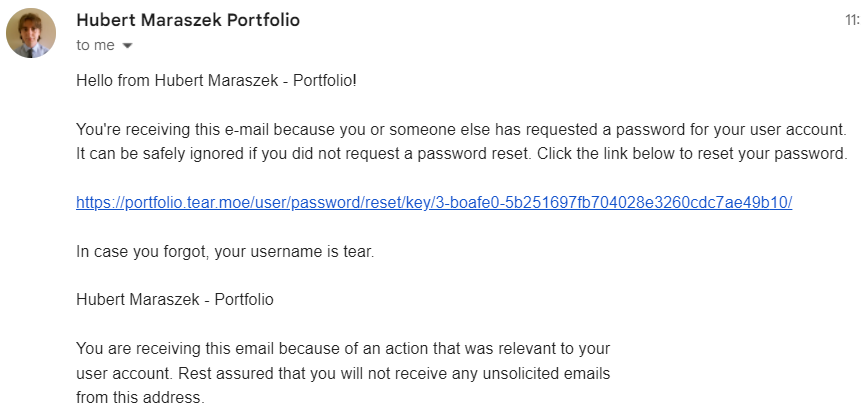 Hubert Maraszek Portfolio
11:
to me
Hello from Hubert Maraszek - Portfolio!
You're receiving this e-mail because you or someone else has requested a password for your user account.
It can be safely ignored if you did not request a password reset. Click the link below to reset your password.
https://portfolio.tear.moe/user/password/reset/key/3-boafe0-5b251697fb704028e3260cdc7ae49b10/
In case you forgot, your username is tear.
Hubert Maraszek - Portfolio
You are receiving this email because of an action that was relevant to your
user account. Rest assured that you will not receive any unsolicited emails
from this address.